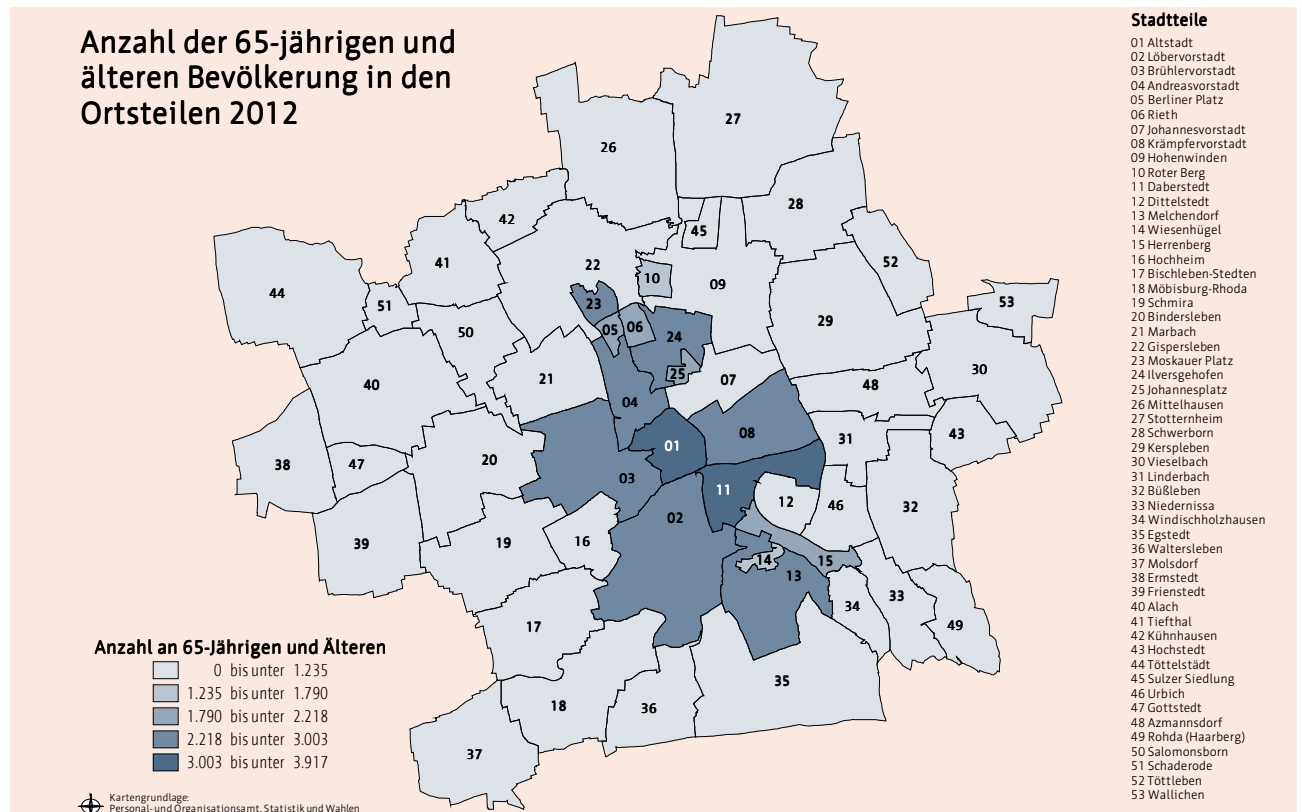 Anzahl der 65-jährigen und
älteren Bevölkerung in den
Ortsteilen 2012
Stadtteile
01 Altstadt
02 Löbervorstadt
03 Brühlervorstadt
04 Andreasvorstadt
05 Berliner Platz
06 Rieth
07 Johannesvorstadt
08 Krämpfervorstadt
09 Hohenwinden
10 Roter Berg
11 Daberstedt
12 Dittelstedt
13 Melchendorf
14 Wiesenhügel
15 Herrenberg
16 Hochheim
17 Bischleben-Stedten
18 Möbisburg-Rhoda
19 Schmira
20 Bindersleben
21 Marbach
22 Gispersleben
23 Moskauer Platz
24 Ilversgehofen
25 Johannesplatz
26 Mittelhausen
27 Stotternheim
28 Schwerborn
29 Kerspleben
30 Vieselbach
31 Linderbach
32 Büßleben
33 Niedernissa
34 Windischholzhausen
35 Egstedt
36 Waltersleben
37 Molsdorf
38 Ermstedt
39 Frienstedt
40 Alach
41 Tiefthal
42 Kühnhausen
43 Hochstedt
44 Töttelstädt
45 Sulzer Siedlung
46 Urbich
47 Gottstedt
48 Azmannsdorf
49 Rohda (Haarberg)
50 Salomonsborn
51 Schaderode
52 Töttleben
53 Wallichen
27
26
28
42
45
52
41
22
10
09
44
23
53
51
29
50
05
06
24
30
21
25
07
40
48
04
08
43
31
01
38
47
20
03
11
12
46
32
02
39
19
16
14
15
13
33
34
49
17
35
18
36
37
Anzahl an 65-Jährigen und Älteren
0 bis unter 1.235
1.235 bis unter 1.790
1.790 bis unter 2.218
2.218 bis unter 3.003
3.003 bis unter 3.917
Kartengrundlage:
Personal- und Organisationsamt, Statistik und Wahlen